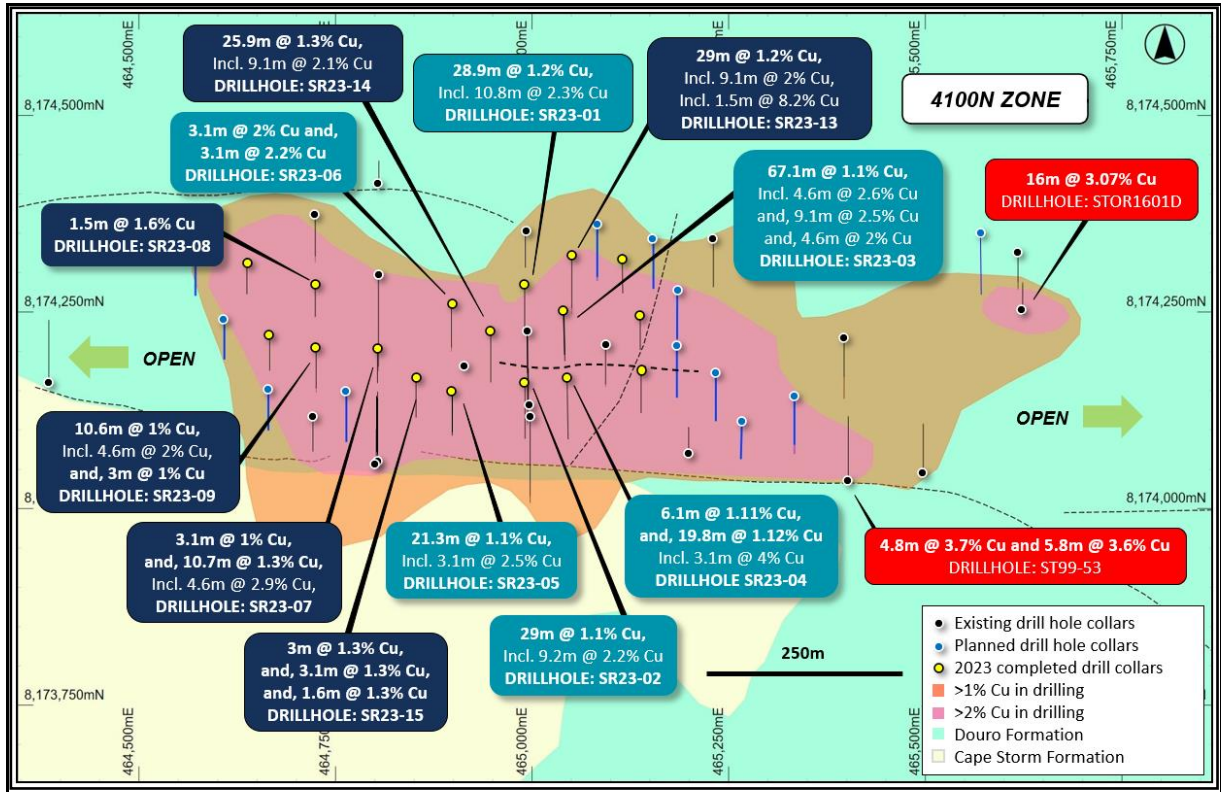 464,500mE
464,750mE
465,000mE
465,250mE
465,500mE
465,750mE
8,174,500mN
8,174,500mN
4100N ZONE
25.9m @ 1.3% Cu,
Incl. 9.1m @ 2.1% Cu
DRILLHOLE: SR23-14
28.9m @ 1.2% Cu,
Incl. 10.8m @ 2.3% Cu
DRILLHOLE: SR23-01
29m @ 1.2% Cu,
Incl. 9.1m @ 2% Cu,
Incl. 1.5m @ 8.2% Cu
DRILLHOLE: SR23-13
3.1m @ 2% Cu and,
3.1m @ 2.2% Cu
DRILLHOLE: SR23-06
67.1m @ 1.1% Cu,
Incl. 4.6m @ 2.6% Cu
and, 9.1m @ 2.5% Cu
and, 4.6m @ 2% Cu
DRILLHOLE: SR23-03
16m @ 3.07% Cu
DRILLHOLE: STOR1601D
1.5m @ 1.6% Cu
DRILLHOLE: SR23-08
8,174,250mN
8,174,250mN
OPEN
OPEN
10.6m @ 1% Cu,
Incl. 4.6m @ 2% Cu,
and, 3m @ 1% Cu
DRILLHOLE: SR23-09
8,174,000mN
3.1m @ 1% Cu,
and, 10.7m @ 1.3% Cu,
Incl. 4.6m @ 2.9% Cu,
DRILLHOLE: SR23-07
21.3m @ 1.1% Cu,
Incl. 3.1m @ 2.5% Cu
DRILLHOLE: SR23-05
6.1m @ 1.11% Cu,
and, 19.8m @ 1.12% Cu
Incl. 3.1m @ 4% Cu
DRILLHOLE SR23-04
4.8m @ 3.7% Cu and 5.8m @ 3.6% Cu
DRILLHOLE: ST99-53
3m @ 1.3% Cu,
and, 3.1m @ 1.3% Cu,
and, 1.6m @ 1.3% Cu
DRILLHOLE: SR23-15
29m @ 1.1% Cu,
Incl. 9.2m @ 2.2% Cu
DRILLHOLE: SR23-02
250m
Existing drill hole collars
Planned drill hole collars
2023 completed drill collars
>1% Cu in drilling
>2% Cu in drilling
Douro Formation
Cape Storm Formation
8,173,750mN
464,500mE
465,000mE
465,250mE